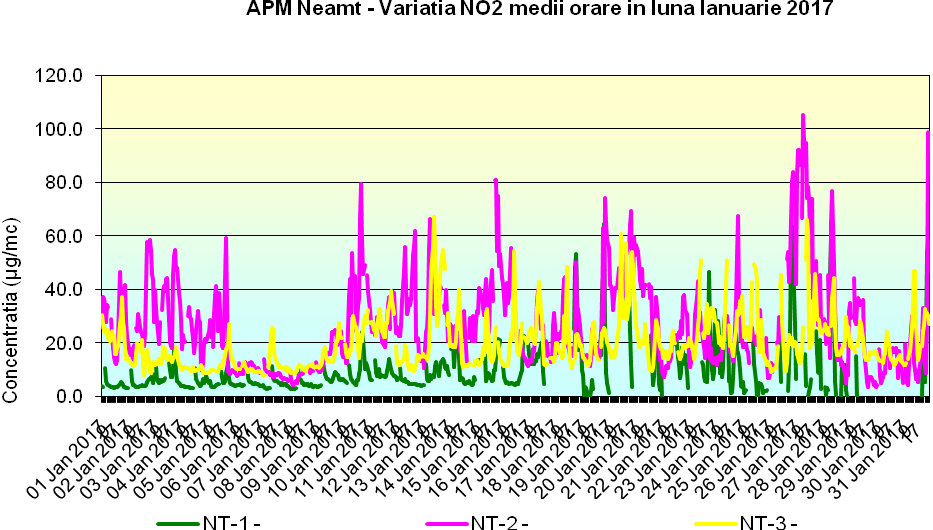 APM Neamt - Variatia NO2 medii orare in luna Ianuarie 2017
Concentratia (µg/mc)
120.0
100.0
80.0
60.0
40.0
20.0
0.0
01 Jan 2017
02 Jan 2017
03 Jan 2017
04 Jan 2017
05 Jan 2017
06 Jan 2017
07 Jan 2017
08 Jan 2017
09 Jan 2017
10 Jan 2017
11 Jan 2017
12 Jan 2017
13 Jan 2017
14 Jan 2017
15 Jan 2017
16 Jan 2017
17 Jan 2017
18 Jan 2017
19 Jan 2017
20 Jan 2017
21 Jan 2017
22 Jan 2017
23 Jan 2017
24 Jan 2017
25 Jan 2017
26 Jan 2017
27 Jan 2017
28 Jan 2017
29 Jan 2017
30 Jan 2017
31 Jan 2017
NT-1 -
NT-2 -
NT-3 -